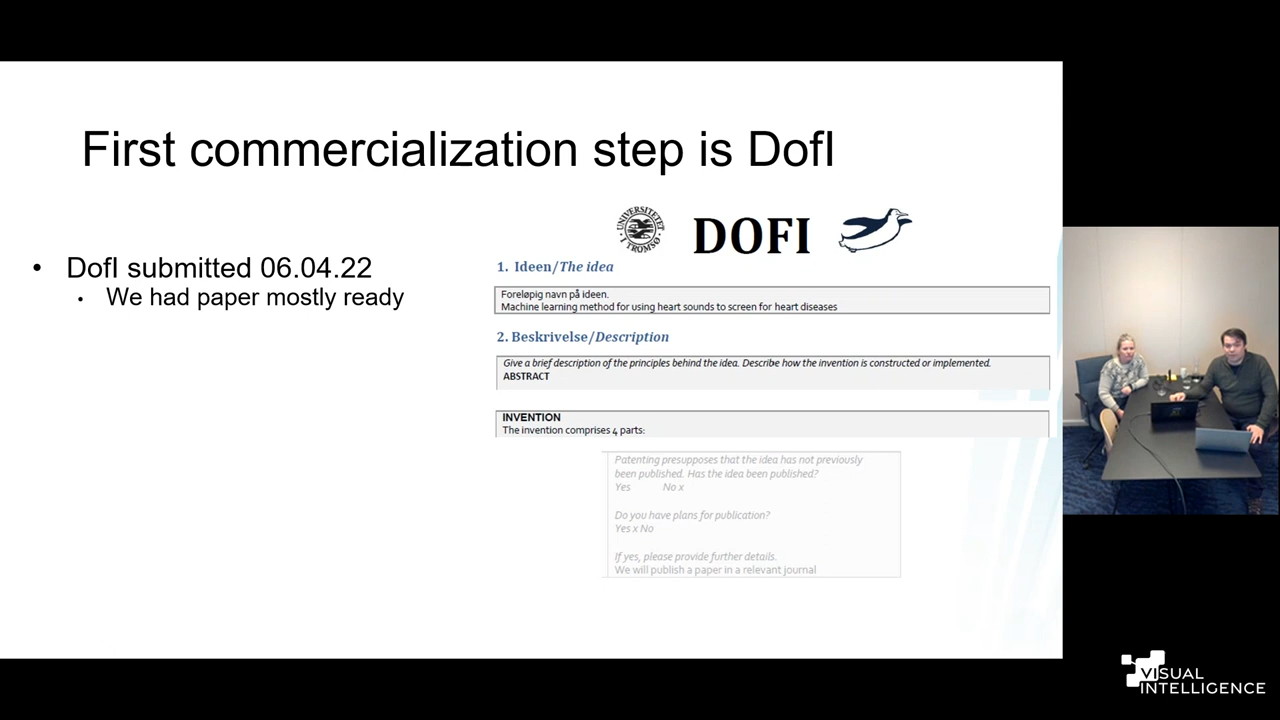 First commercialization step is DofI
• DofI submitted 06.04.22
• We had paper mostly ready
UNIVERSITETET I TROMSØ
DOFI
1. Ideen/The idea
Foreløpig navn på ideen.
Machine learning method for using heart sounds to screen for heart diseases
2. Beskrivelse/Description
Give a brief description of the principles behind the idea. Describe how the invention is constructed or implemented.
ABSTRACT
INVENTION
The invention comprises 4 parts:
Patenting presupposes that the idea has not previously
been published. Has the idea been published?
Yes No x
Do you have plans for publication?
Yes x No
If yes, please provide further details.
We will publish a paper in a relevant journal
VISUAL
INTELLIGENCE